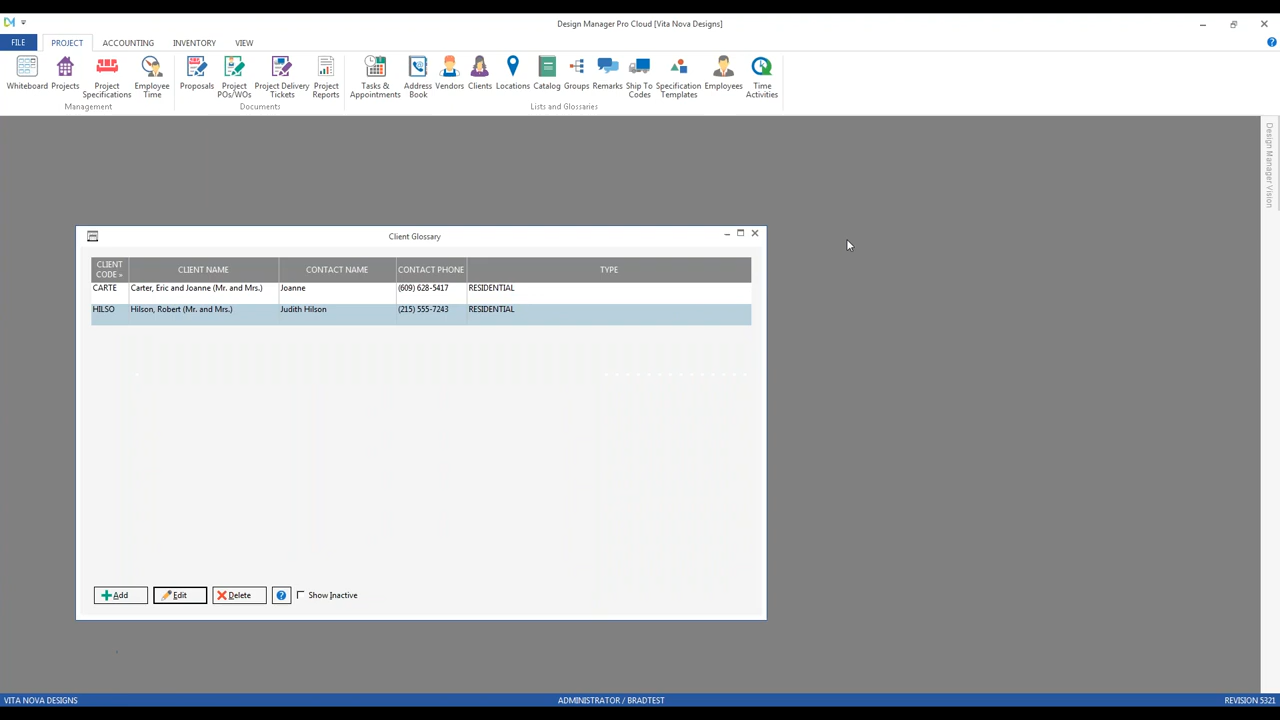 Design Manager Pro Cloud [Vita Nova Designs]
FILE PROJECT ACCOUNTING INVENTORY VIEW
Whiteboard Projects Project Specifications Employee Time Proposals Project POs/WOs Project Delivery Tickets Project Reports Tasks & Appointments Address Book Vendors Clients Locations Catalog Groups Remarks Ship To Codes Specification Templates Employees Time Activities
Management Documents Lists and Glossaries
Design Manager Vision
Client Glossary
CLIENT CODE CLIENT NAME CONTACT NAME CONTACT PHONE TYPE
CARTE Carter, Eric and Joanne (Mr. and Mrs.) Joanne (609) 628-5417 RESIDENTIAL
HILSO Hilson, Robert (Mr. and Mrs.) Judith Hilson (215) 555-7243 RESIDENTIAL
Add Edit Delete ? Show Inactive
VITA NOVA DESIGNS ADMINISTRATOR / BRADTEST REVISION 5321